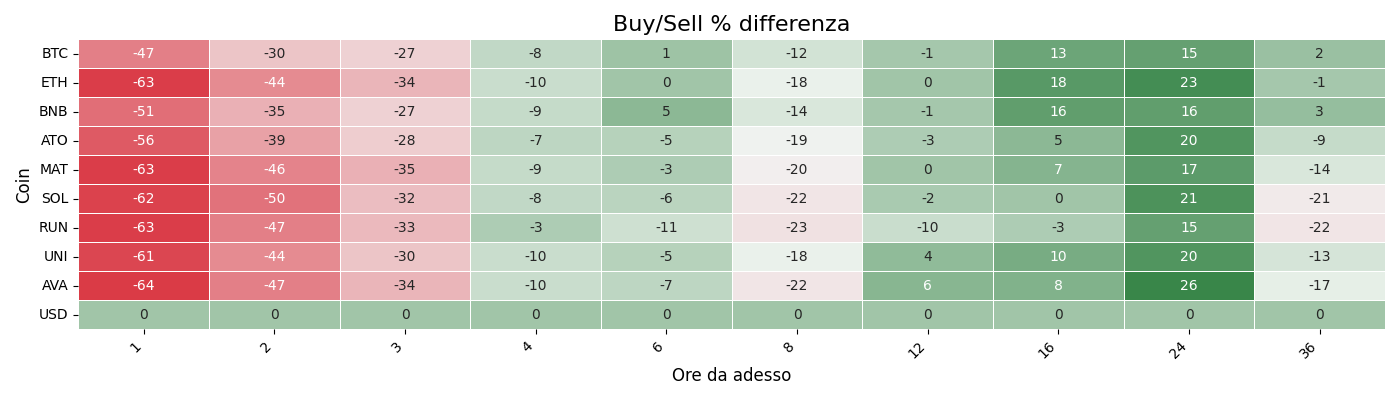 Buy/Sell % differenza
Coin
BTC -47 -30 -27 -8 1 -12 -1 13 15 2
ETH -63 -44 -34 -10 0 -18 0 18 23 -1
BNB -51 -35 -27 -9 5 -14 -1 16 16 3
ATO -56 -39 -28 -7 -5 -19 -3 5 20 -9
MAT -63 -46 -35 -9 -3 -20 0 7 17 -14
SOL -62 -50 -32 -8 -6 -22 -2 0 21 -21
RUN -63 -47 -33 -3 -11 -23 -10 -3 15 -22
UNI -61 -44 -30 -10 -5 -18 4 10 20 -13
AVA -64 -47 -34 -10 -7 -22 6 8 26 -17
USD 0 0 0 0 0 0 0 0 0 0
1 2 3 4 6 8 12 16 24 36
Ore da adesso